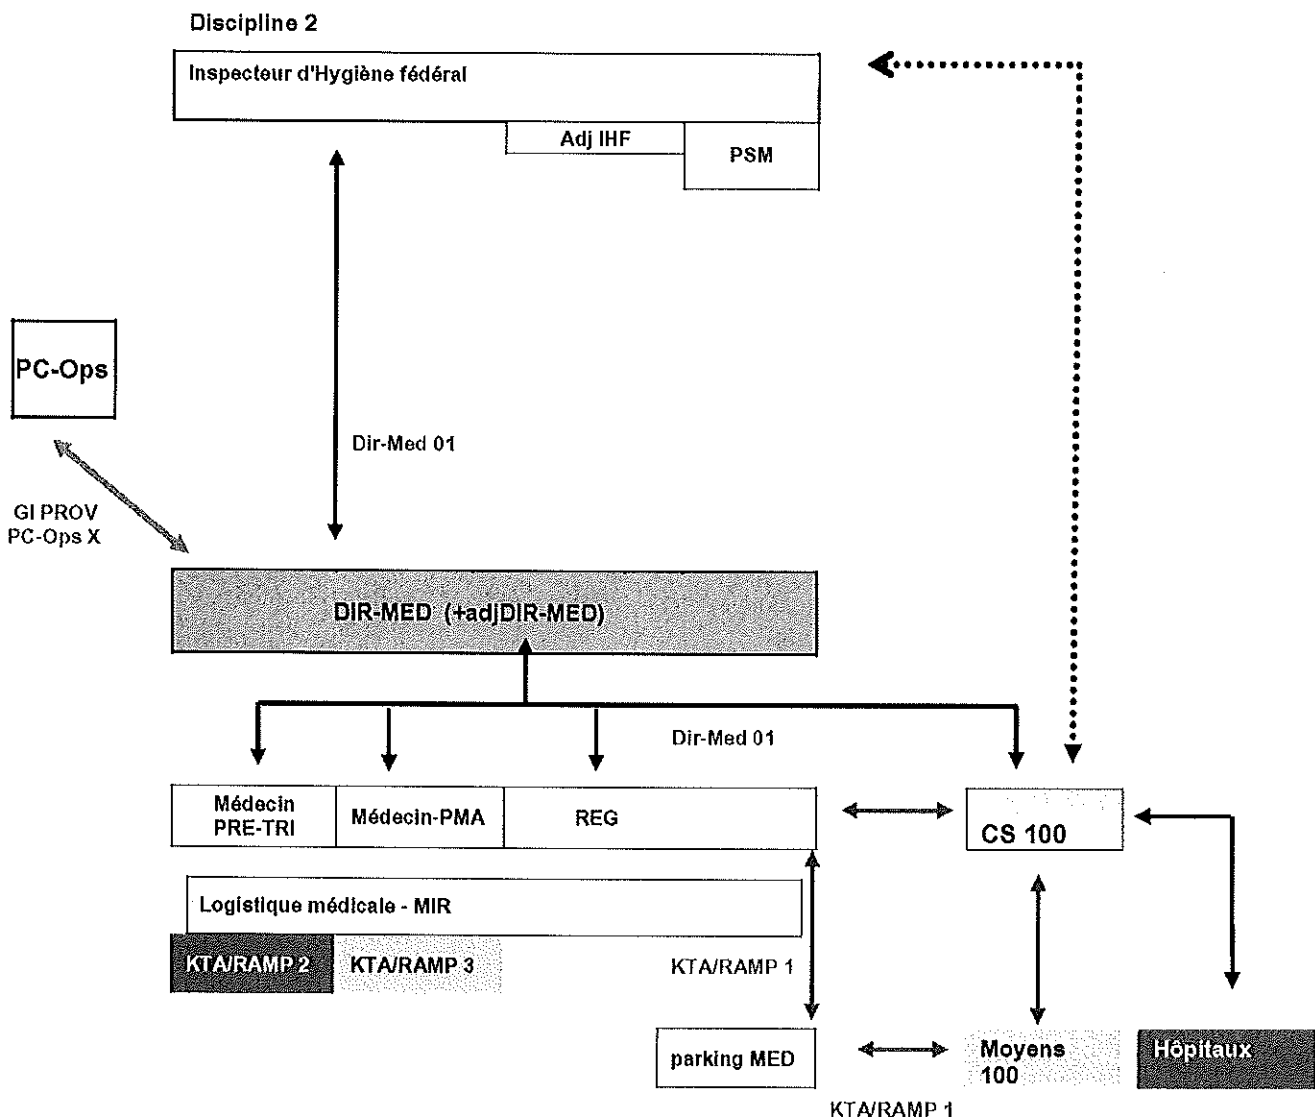 Discipline 2
Inspecteur d'Hygiène fédéral
Adj IHF
PSM
PC-Ops
Dir-Med 01
GI PROV
PC-Ops X
DIR-MED (+adjDIR-MED)
Dir-Med 01
Médecin
PRE-TRI
Médecin-PMA
REG
CS 100
Logistique médicale - MIR
KTA/RAMP 2
KTA/RAMP 3
KTA/RAMP 1
parking MED
Moyens
100
Hôpitaux
KTA/RAMP 1